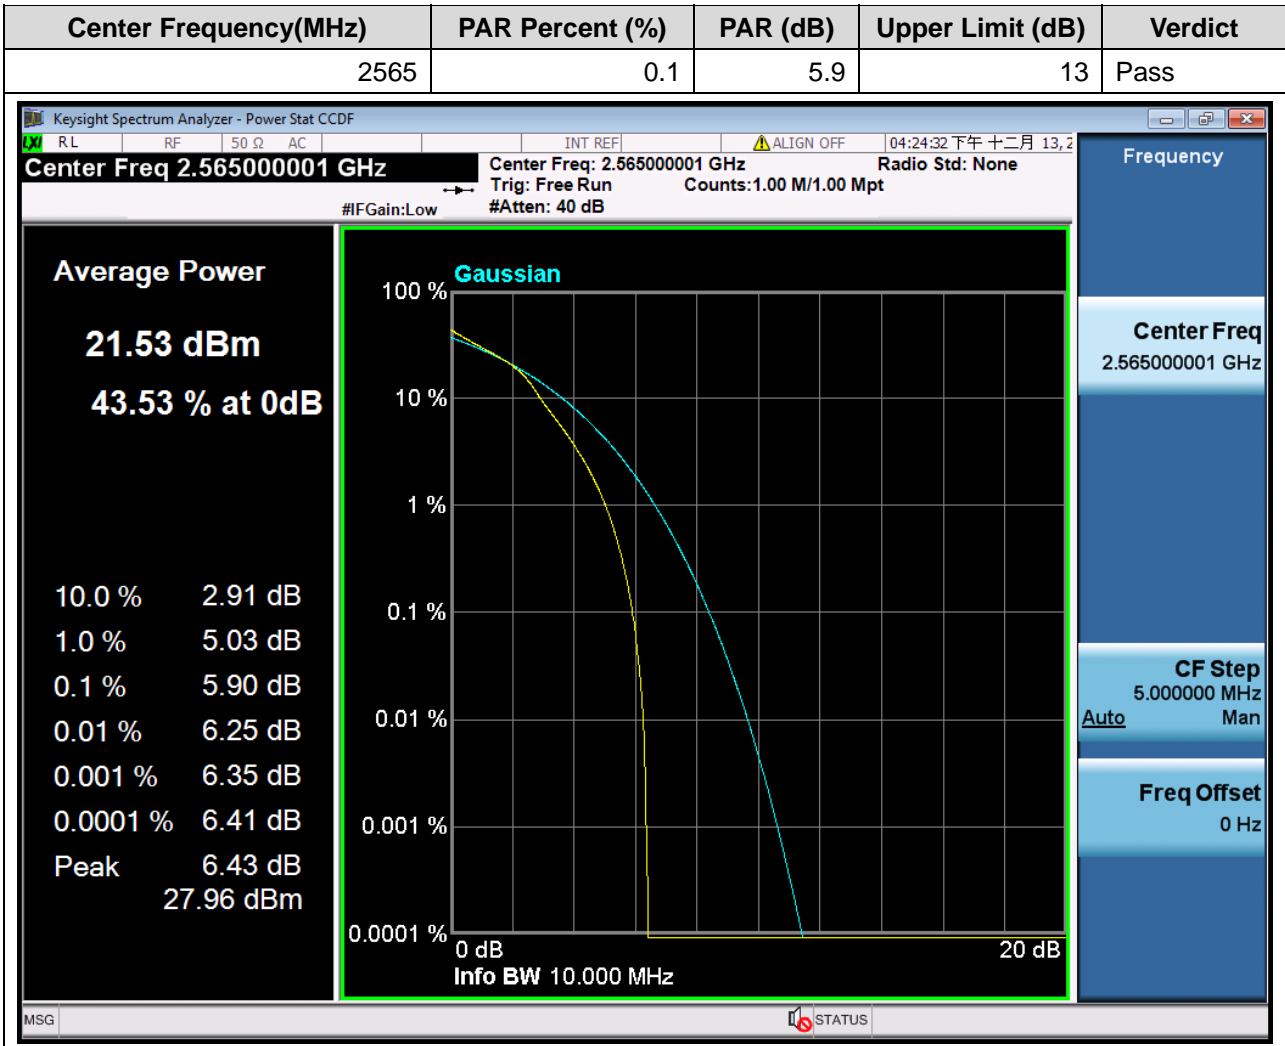 Center Frequency(MHz) PAR Percent (%) PAR (dB) Upper Limit (dB) Verdict
2565 0.1 5.9 13 Pass
Keysight Spectrum Analyzer - Power Stat CCDF
LXI RL RF 50 Ω AC INT REF ALIGN OFF 04:24:32 下午 十二月 13, 2
Center Freq 2.565000001 GHz
Center Freq: 2.565000001 GHz Radio Std: None
Trig: Free Run Counts:1.00 M/1.00 Mpt
#IFGain:Low #Atten: 40 dB
Average Power
21.53 dBm
43.53 % at 0dB
10.0 % 2.91 dB
1.0 % 5.03 dB
0.1 % 5.90 dB
0.01 % 6.25 dB
0.001 % 6.35 dB
0.0001 % 6.41 dB
Peak 6.43 dB
27.96 dBm
Gaussian
100 %
10 %
1 %
0.1 %
0.01 %
0.001 %
0.0001 %
0 dB 20 dB
Info BW 10.000 MHz
Frequency
Center Freq
2.565000001 GHz
CF Step
5.000000 MHz
Auto Man
Freq Offset
0 Hz
MSG STATUS